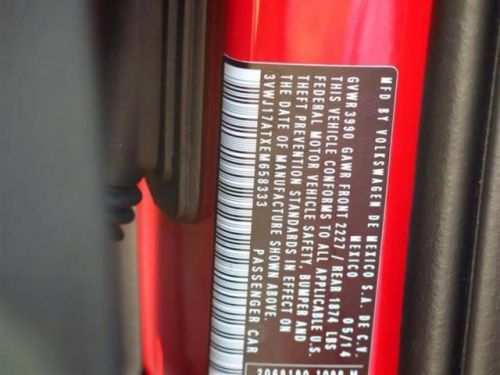 MFD BY VOLKSWAGEN DE MEXICO S.A. DE C.V.
MEXICO 05/14
GVWR 3990 GAWR FRONT 2227 / REAR 1874 LBS
THIS VEHICLE CONFORMS TO ALL APPLICABLE U.S.
FEDERAL MOTOR VEHICLE SAFETY, BUMPER AND
THEFT PREVENTION STANDARDS IN EFFECT ON
THE DATE OF MANUFACTURE SHOWN ABOVE.
3VWJ17ATXEM658333 PASSENGER CAR